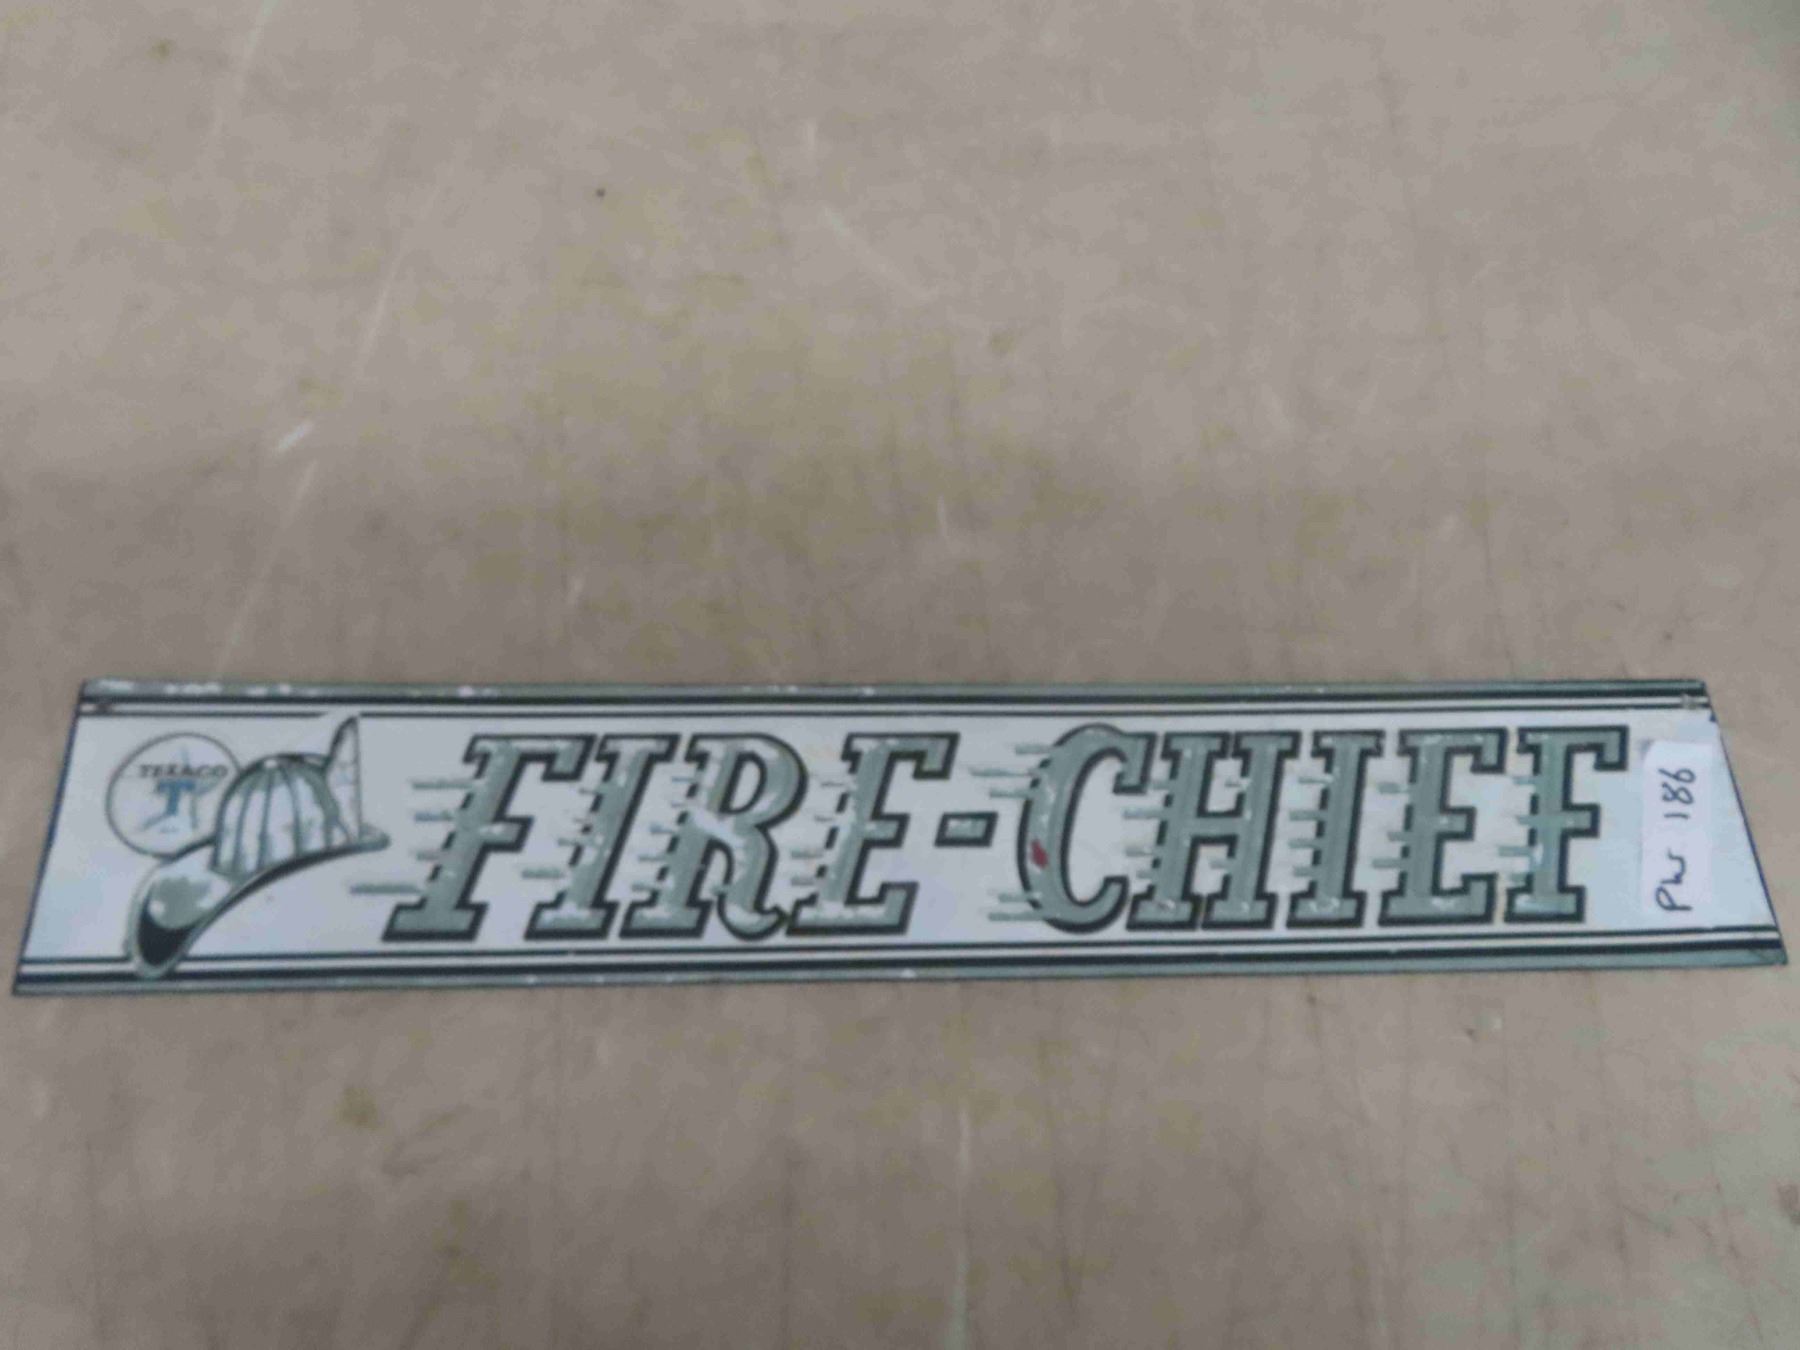 TEXACO
T
FIRE-CHIEF
PW 186